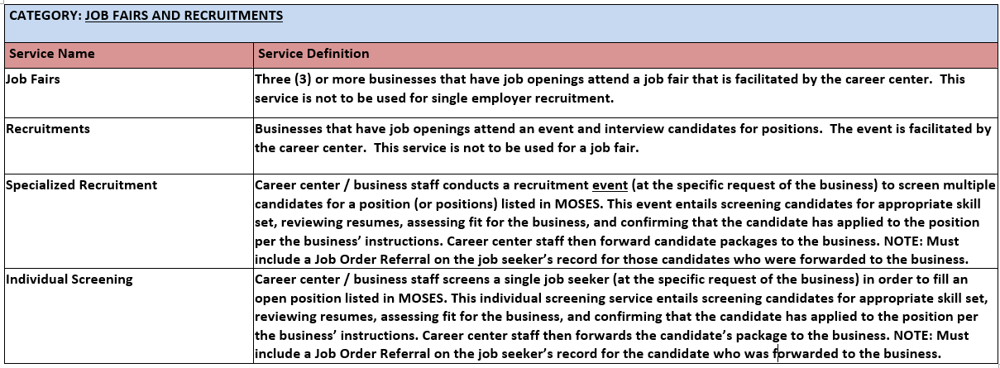 CATEGORY: JOB FAIRS AND RECRUITMENTS
Service Name
Service Definition
Job Fairs
Three (3) or more businesses that have job openings attend a job fair that is facilitated by the career center.  This
service is not to be used for single employer recruitment.
Recruitments
Businesses that have job openings attend an event and interview candidates for positions.  The event is facilitated by
the career center.  This service is not to be used for a job fair.
Specialized Recruitment
Career center / business staff conducts a recruitment event (at the specific request of the business) to screen multiple
candidates for a position (or positions) listed in MOSES. This event entails screening candidates for appropriate skill
set, reviewing resumes, assessing fit for the business, and confirming that the candidate has applied to the position
per the business’ instructions. Career center staff then forward candidate packages to the business. NOTE: Must
include a Job Order Referral on the job seeker’s record for those candidates who were forwarded to the business.
Individual Screening
Career center / business staff screens a single job seeker (at the specific request of the business) in order to fill an
open position listed in MOSES. This individual screening service entails screening candidates for appropriate skill set,
reviewing resumes, assessing fit for the business, and confirming that the candidate has applied to the position per
the business’ instructions. Career center staff then forwards the candidate’s package to the business. NOTE: Must
include a Job Order Referral on the job seeker’s record for the candidate who was forwarded to the business.